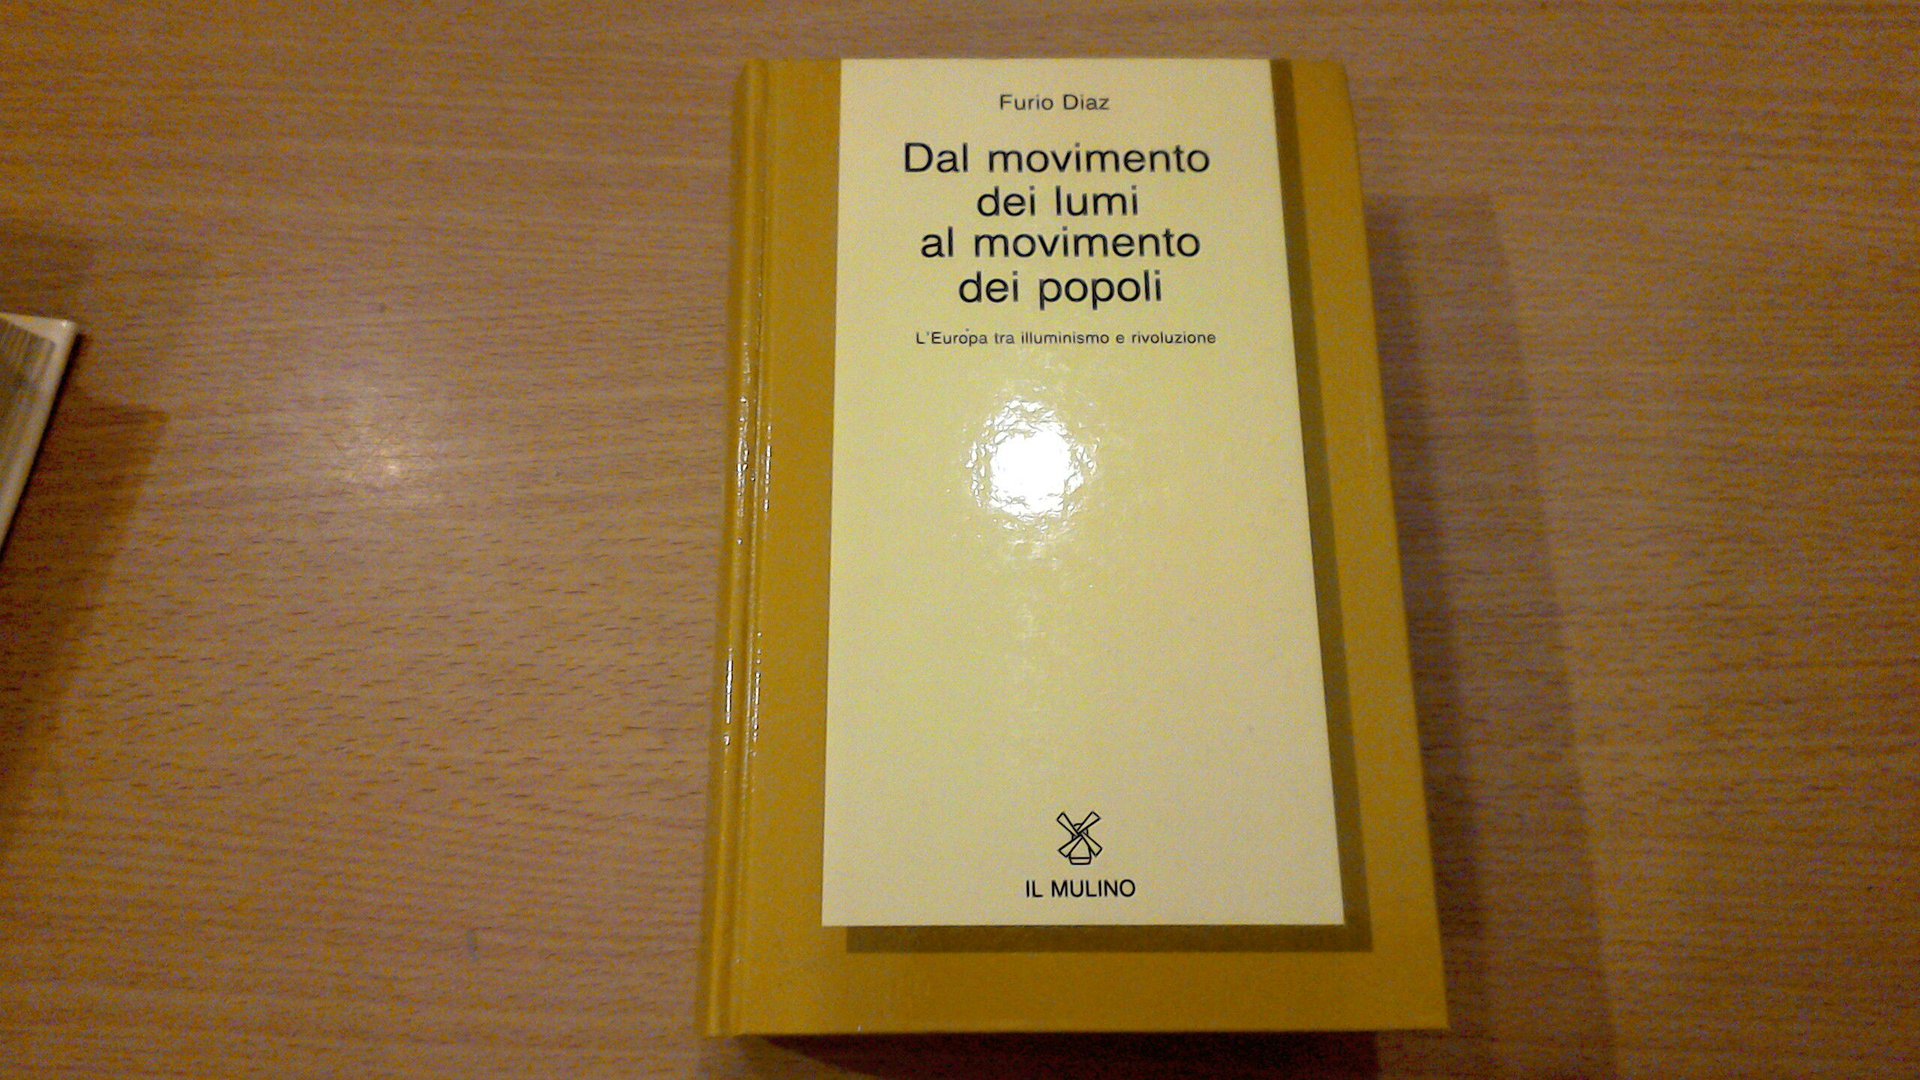 Furio Diaz
Dal movimento
dei lumi
al movimento
dei popoli
L'Europa tra illuminismo e rivoluzione
IL MULINO